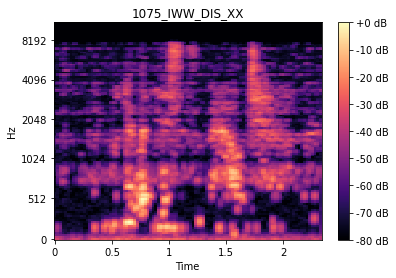 1075_IWW_DIS_XX
+0 dB
8192
-10 dB
4096
-20 dB
-30 dB
2048
Hz
-40 dB
1024
-50 dB
512
-60 dB
-70 dB
0
-80 dB
0 0.5 1 1.5 2
Time